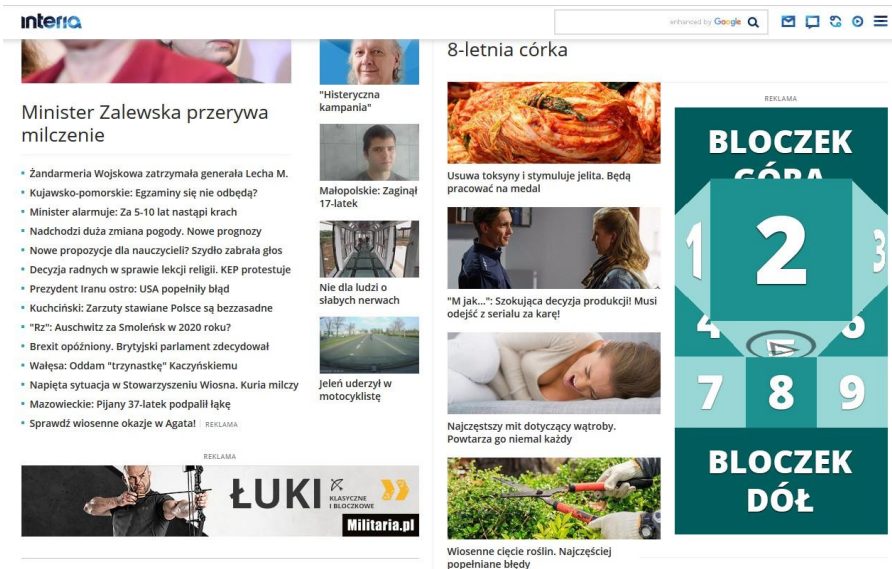 interia
enhanced by Google
Minister Zalewska przerywa
milczenie
Żandarmeria Wojskowa zatrzymała generała Lecha M.
Kujawsko-pomorskie: Egzaminy się nie odbędą?
Minister alarmuje: Za 5-10 lat nastąpi krach
Nadchodzi duża zmiana pogody. Nowe prognozy
Nowe propozycje dla nauczycieli? Szydło zabrała głos
Decyzja radnych w sprawie lekcji religii. KEP protestuje
Prezydent Iranu ostro: USA popełniły błąd
Kuchciński: Zarzuty stawiane Polsce są bezzasadne
"Rz": Auschwitz za Smoleńsk w 2020 roku?
Brexit opóźniony. Brytyjski parlament zdecydował
Wałęsa: Oddam "trzynastkę" Kaczyńskiemu
Napięta sytuacja w Stowarzyszeniu Wiosna. Kuria milczy
Mazowieckie: Pijany 37-latek podpalił łąkę
Sprawdź wiosenne okazje w Agata! REKLAMA
REKLAMA
ŁUKI
KLASYCZNE
I BLOCZKOWE
Militaria.pl
"Histeryczna
kampania"
Małopolskie: Zaginął
17-latek
Nie dla ludzi o
słabych nerwach
Jeleń uderzył w
motocyklistę
8-letnia córka
Usuwa toksyny i stymuluje jelita. Będą
pracować na medal
"M jak...": Szokująca decyzja produkcji! Musi
odejść z serialu za karę!
Najczęstszy mit dotyczący wątroby.
Powtarza go niemal każdy
Wiosenne cięcie roślin. Najczęściej
popełniane błędy
REKLAMA
BLOCZEK
GÓRA
1 2 3
4 6
7 8 9
BLOCZEK
DÓŁ